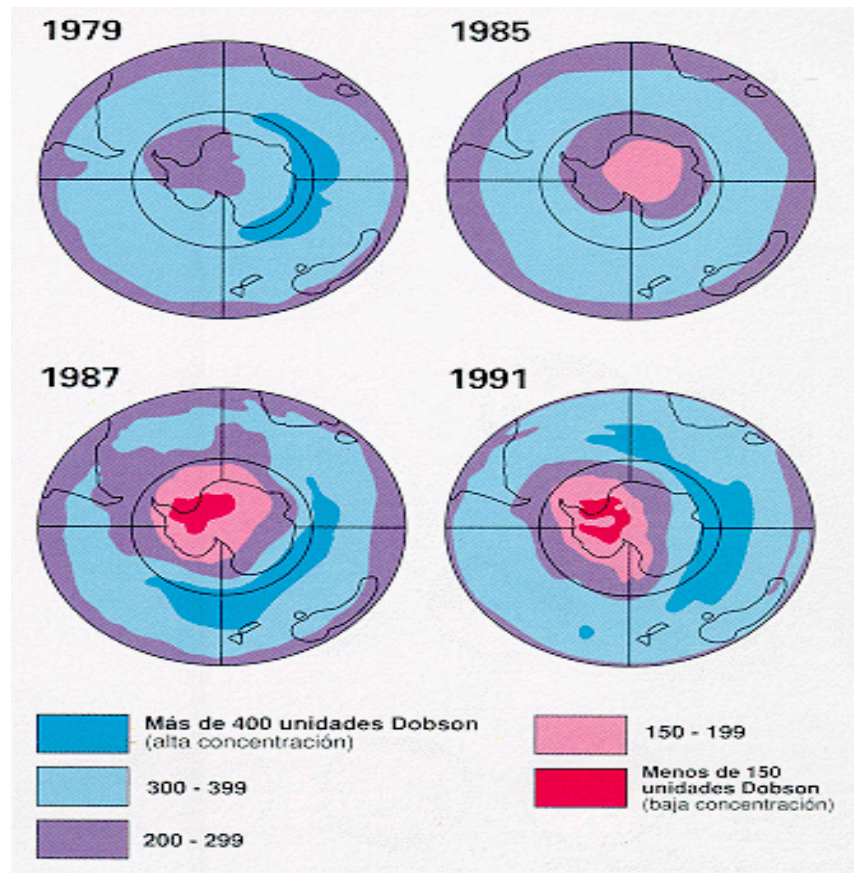 1979
1985
1987
1991
Más de 400 unidades Dobson
(alta concentración)
300 - 399
200 - 299
150 - 199
Menos de 150
unidades Dobson
(baja concentración)